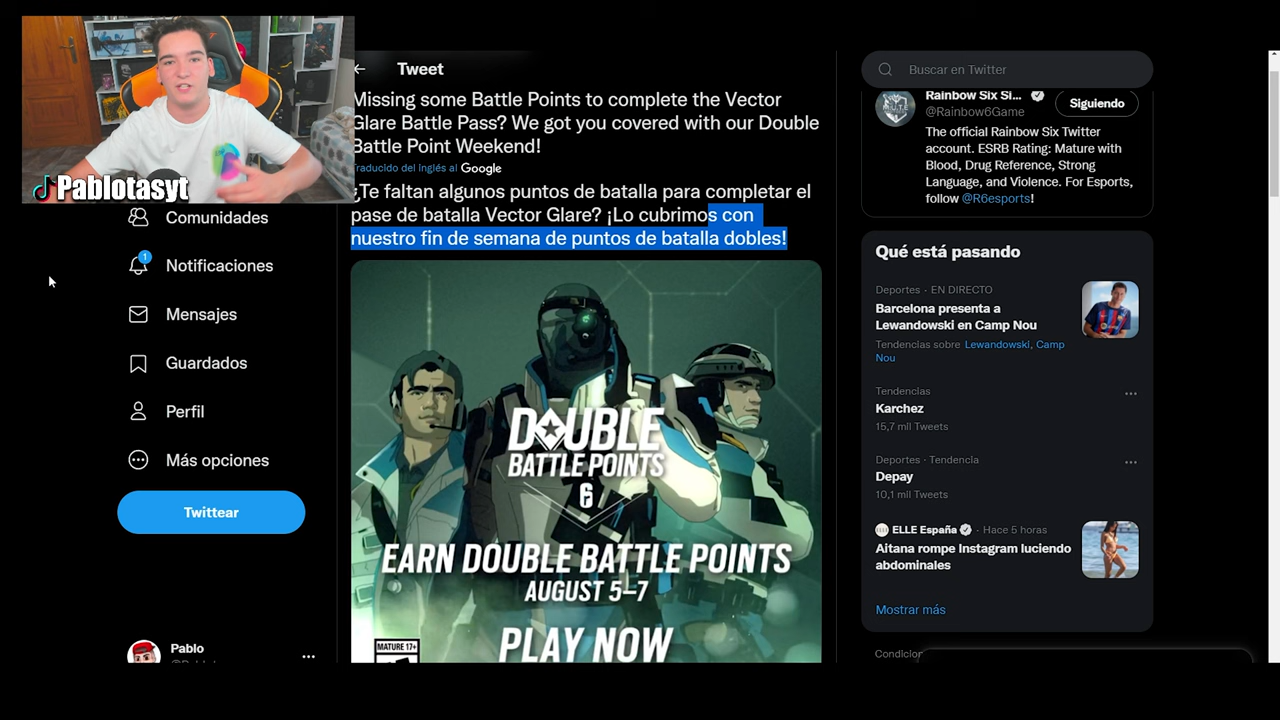 Pablotasyt
Comunidades
1
Notificaciones
Mensajes
Guardados
Perfil
Más opciones
Twittear
Pablo
Tweet
Missing some Battle Points to complete the Vector
Glare Battle Pass? We got you covered with our Double
Battle Point Weekend!
Traducido del inglés al Google
¿Te faltan algunos puntos de batalla para completar el
pase de batalla Vector Glare? ¡Lo cubrimos con
nuestro fin de semana de puntos de batalla dobles!
DOUBLE
BATTLE POINTS
6
EARN DOUBLE BATTLE POINTS
AUGUST 5–7
PLAY NOW
MATURE 17+
Buscar en Twitter
Rainbow Six Si...
@Rainbow6Game
Siguiendo
The official Rainbow Six Twitter
account. ESRB Rating: Mature with
Blood, Drug Reference, Strong
Language, and Violence. For Esports,
follow @R6esports!
Qué está pasando
Deportes · EN DIRECTO
Barcelona presenta a
Lewandowski en Camp Nou
Tendencias sobre Lewandowski, Camp
Nou
Tendencias
Karchez
15,7 mil Tweets
Deportes · Tendencia
Depay
10,1 mil Tweets
ELLE España · Hace 5 horas
Aitana rompe Instagram luciendo
abdominales
Mostrar más